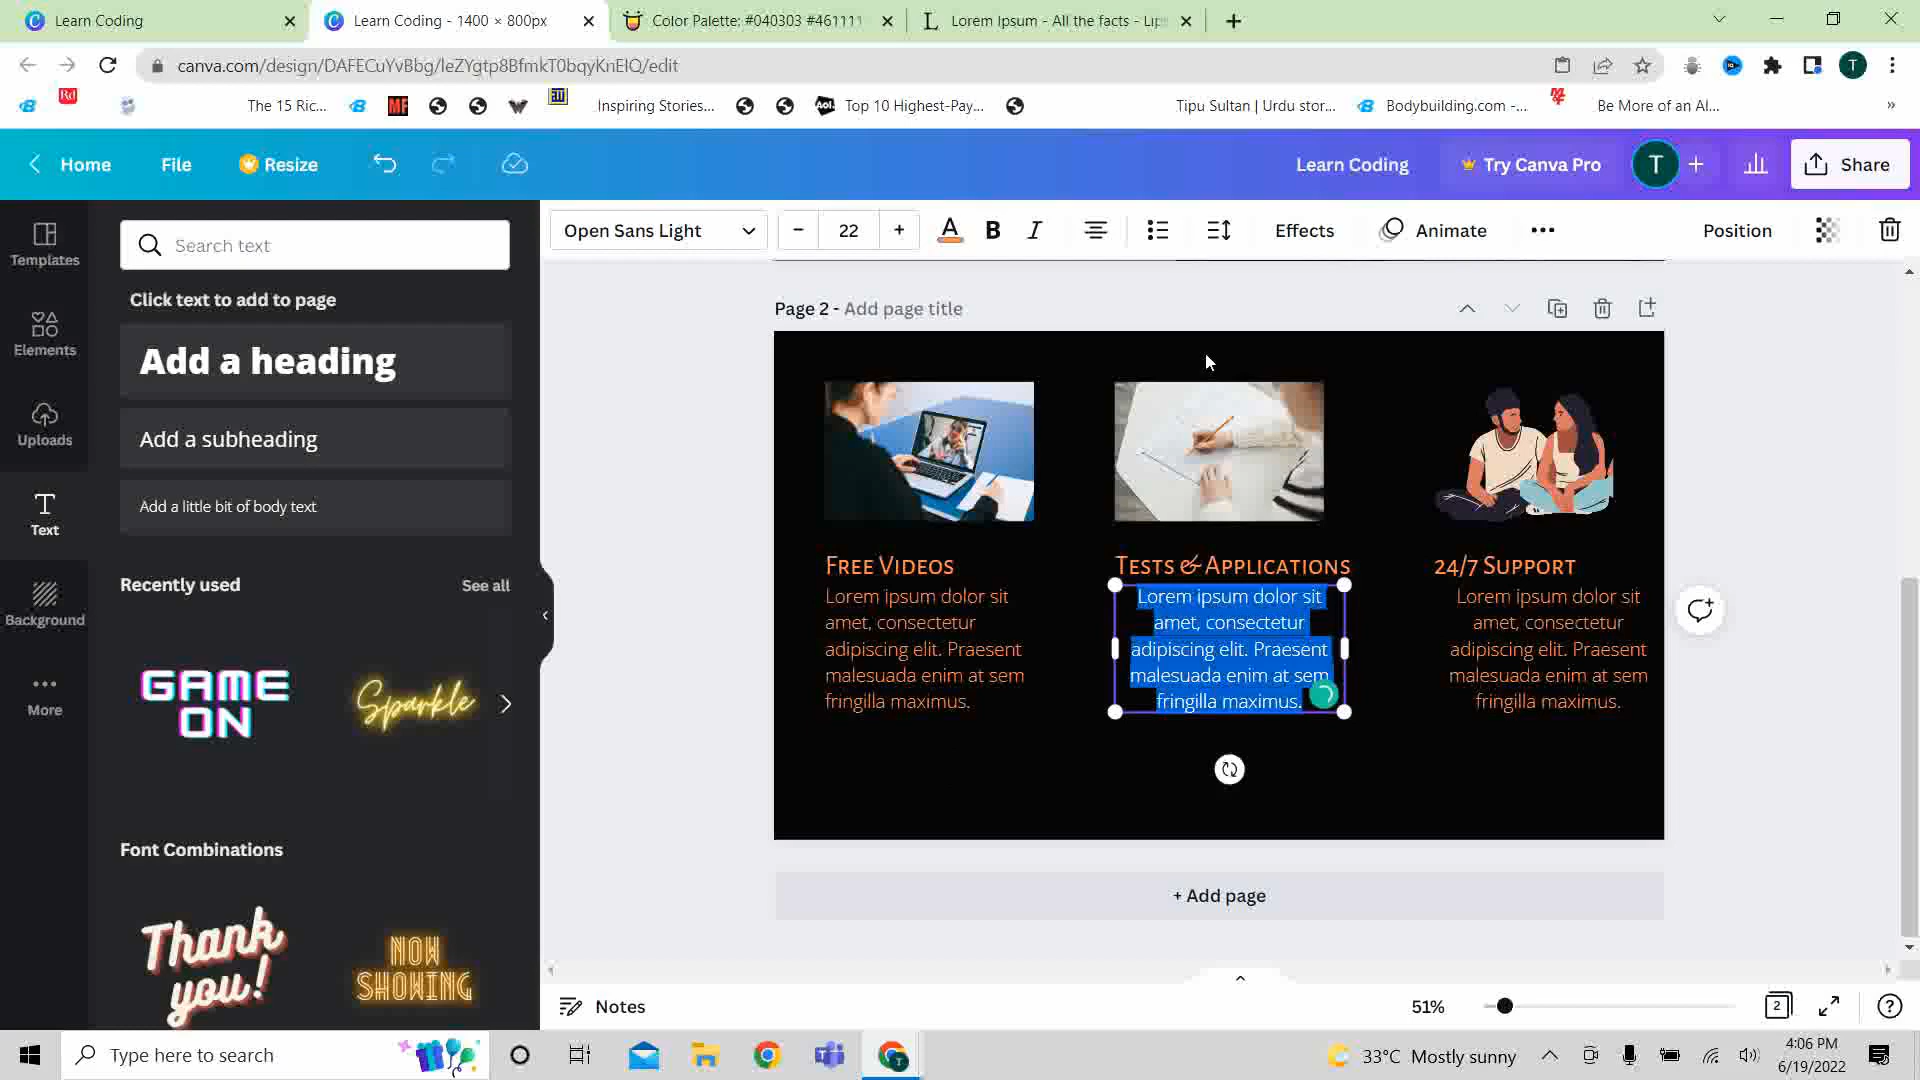 Learn Coding
Learn Coding - 1400 × 800px
Color Palette: #040303 #461111
Lorem Ipsum - All the facts - Lip
canva.com/design/DAFECuYvBbg/leZYgtp8BfmkT0bqyKnEIQ/edit
T
Rd
The 15 Ric...
MF
Inspiring Stories...
Aol.
Top 10 Highest-Pay...
Tipu Sultan | Urdu stor...
Bodybuilding.com -...
Be More of an Al...
»
Home
File
Resize
Learn Coding
Try Canva Pro
T
Share
Open Sans Light
22
A
B
I
Effects
Animate
Position
Templates
Elements
Uploads
Text
Background
More
Search text
Click text to add to page
Add a heading
Add a subheading
Add a little bit of body text
Recently used
See all
GAME
ON
Sparkle
Font Combinations
Thank
you!
NOW
SHOWING
Page 2 - Add page title
Free Videos
Lorem ipsum dolor sit
amet, consectetur
adipiscing elit. Praesent
malesuada enim at sem
fringilla maximus.
Tests & Applications
Lorem ipsum dolor sit
amet, consectetur
adipiscing elit. Praesent
malesuada enim at sem
fringilla maximus.
24/7 Support
Lorem ipsum dolor sit
amet, consectetur
adipiscing elit. Praesent
malesuada enim at sem
fringilla maximus.
+ Add page
Notes
51%
2
Type here to search
33°C Mostly sunny
4:06 PM
6/19/2022